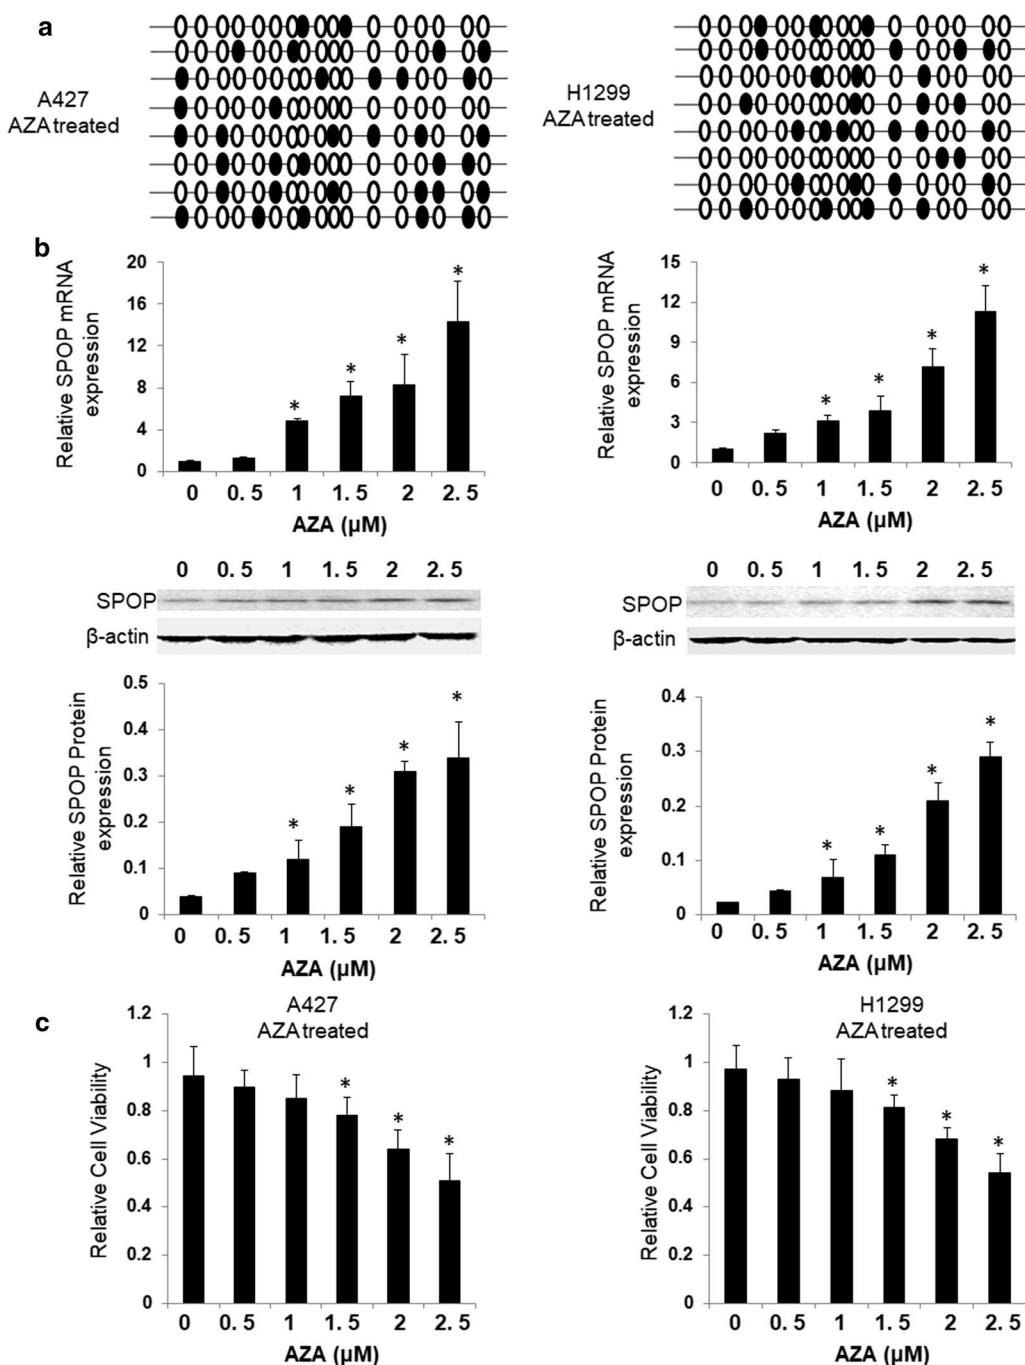 a
A427
AZA treated
H1299
AZA treated
b
Relative SPOP mRNA
expression
20
16
12
8
4
0
0 0. 5 1 1. 5 2 2. 5
AZA (µM)
Relative SPOP mRNA
expression
15
12
9
6
3
0
0 0. 5 1 1. 5 2 2. 5
AZA (µM)
* * * *
* * * *
0 0. 5 1 1. 5 2 2. 5
SPOP
β-actin
0 0. 5 1 1. 5 2 2. 5
SPOP
β-actin
Relative SPOP Protein
expression
0.5
0.4
0.3
0.2
0.1
0
* * * *
0 0. 5 1 1. 5 2 2. 5
AZA (µM)
Relative SPOP Protein
expression
0.4
0.3
0.2
0.1
0
* * * *
0 0. 5 1 1. 5 2 2. 5
AZA (µM)
c
A427
AZA treated
Relative Cell Viability
1.2
1
0.8
0.6
0.4
0.2
0
* * *
0 0. 5 1 1. 5 2 2. 5
AZA (µM)
H1299
AZA treated
Relative Cell Viability
1.2
1
0.8
0.6
0.4
0.2
0
* * *
0 0. 5 1 1. 5 2 2. 5
AZA (µM)